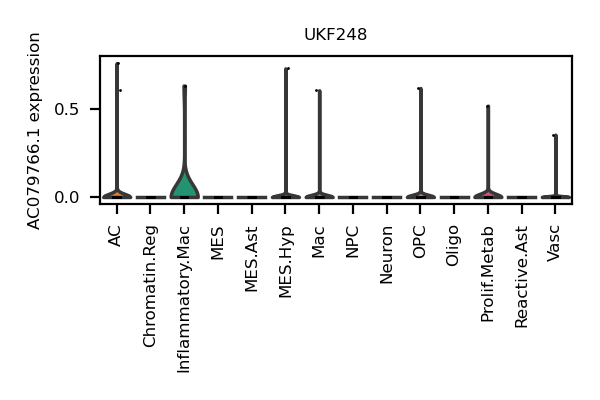 UKF248
AC079766.1 expression
0.5
0.0
AC
Chromatin.Reg
Inflammatory.Mac
MES
MES.Ast
MES.Hyp
Mac
NPC
Neuron
OPC
Oligo
Prolif.Metab
Reactive.Ast
Vasc